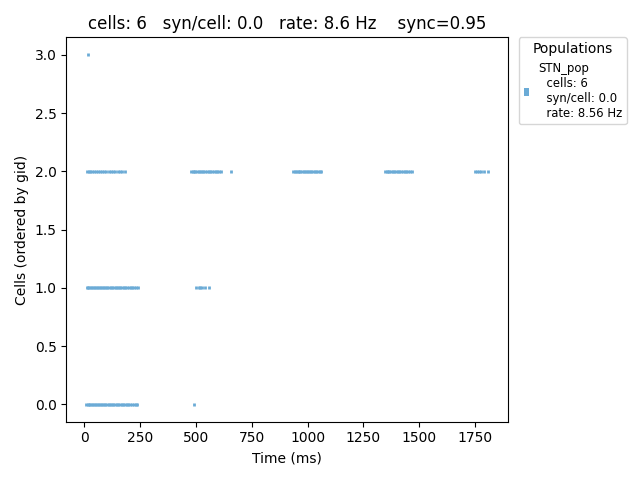 cells: 6   syn/cell: 0.0   rate: 8.6 Hz    sync=0.95
Populations
STN_pop
cells: 6
syn/cell: 0.0
rate: 8.56 Hz
Cells (ordered by gid)
3.0
2.5
2.0
1.5
1.0
0.5
0.0
0 250 500 750 1000 1250 1500 1750
Time (ms)